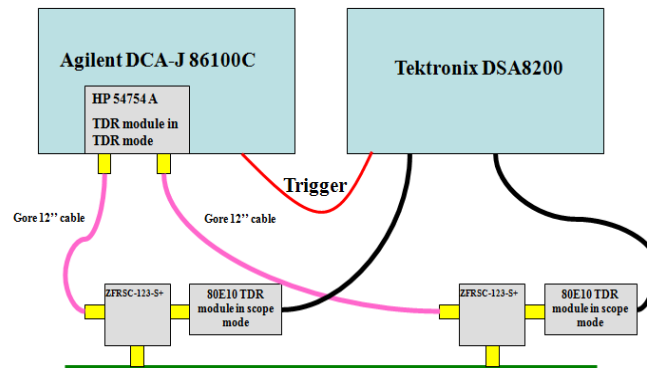 Agilent DCA-J 86100C
Tektronix DSA8200
HP 54754 A
TDR module in
TDR mode
Trigger
Gore 12’’ cable
Gore 12’’ cable
ZFRSC-123-S+
80E10 TDR
module in scope
mode
ZFRSC-123-S+
80E10 TDR
module in scope
mode